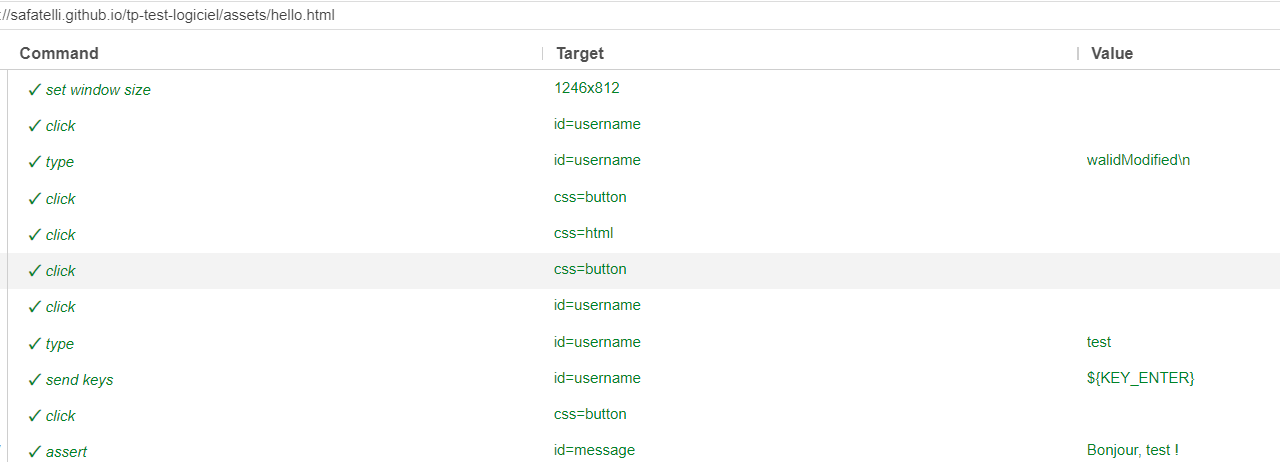 ://safatelli.github.io/tp-test-logiciel/assets/hello.html
Command Target Value
✓ set window size 1246x812
✓ click id=username
✓ type id=username walidModified\n
✓ click css=button
✓ click css=html
✓ click css=button
✓ click id=username
✓ type id=username test
✓ send keys id=username ${KEY_ENTER}
✓ click css=button
✓ assert id=message Bonjour, test !